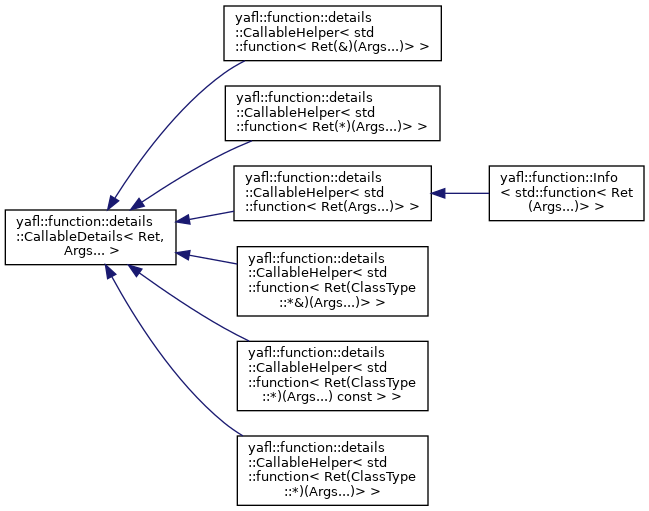 yafl::function::details
::CallableHelper< std
::function< Ret(&)(Args...)> >
yafl::function::details
::CallableHelper< std
::function< Ret(*)(Args...)> >
yafl::function::details
::CallableHelper< std
::function< Ret(Args...)> >
yafl::function::Info
< std::function< Ret
(Args...)> >
yafl::function::details
::CallableDetails< Ret,
Args... >
yafl::function::details
::CallableHelper< std
::function< Ret(ClassType
::*&)(Args...)> >
yafl::function::details
::CallableHelper< std
::function< Ret(ClassType
::*)(Args...) const > >
yafl::function::details
::CallableHelper< std
::function< Ret(ClassType
::*)(Args...)> >